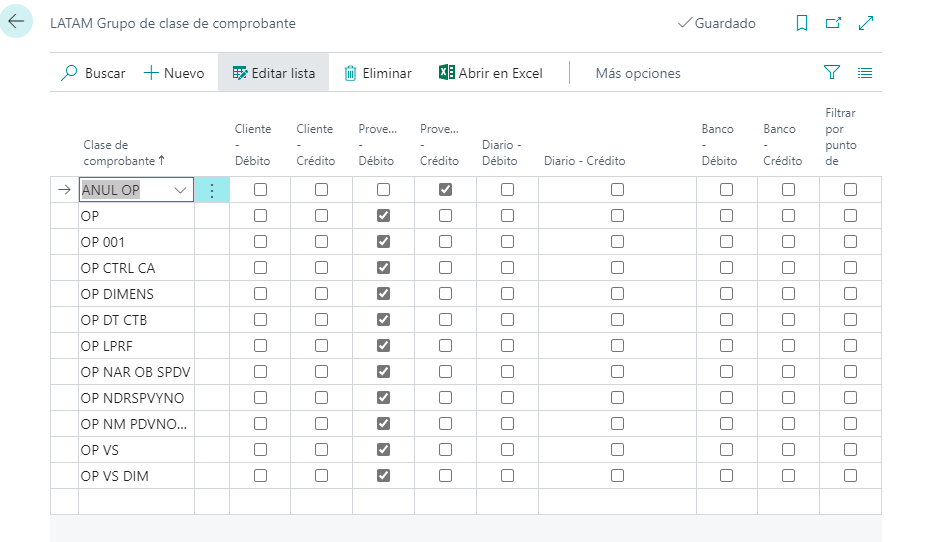 LATAM Grupo de clase de comprobante
Guardado
Buscar
Nuevo
Editar lista
Eliminar
Abrir en Excel
Más opciones
Clase de comprobante ↑
Cliente - Débito
Cliente - Crédito
Prove... - Débito
Prove... - Crédito
Diario - Débito
Diario - Crédito
Banco - Débito
Banco - Crédito
Filtrar por punto de
ANUL OP
OP
OP 001
OP CTRL CA
OP DIMENS
OP DT CTB
OP LPRF
OP NAR OB SPDV
OP NDRSPVYNO
OP NM PDVNO...
OP VS
OP VS DIM